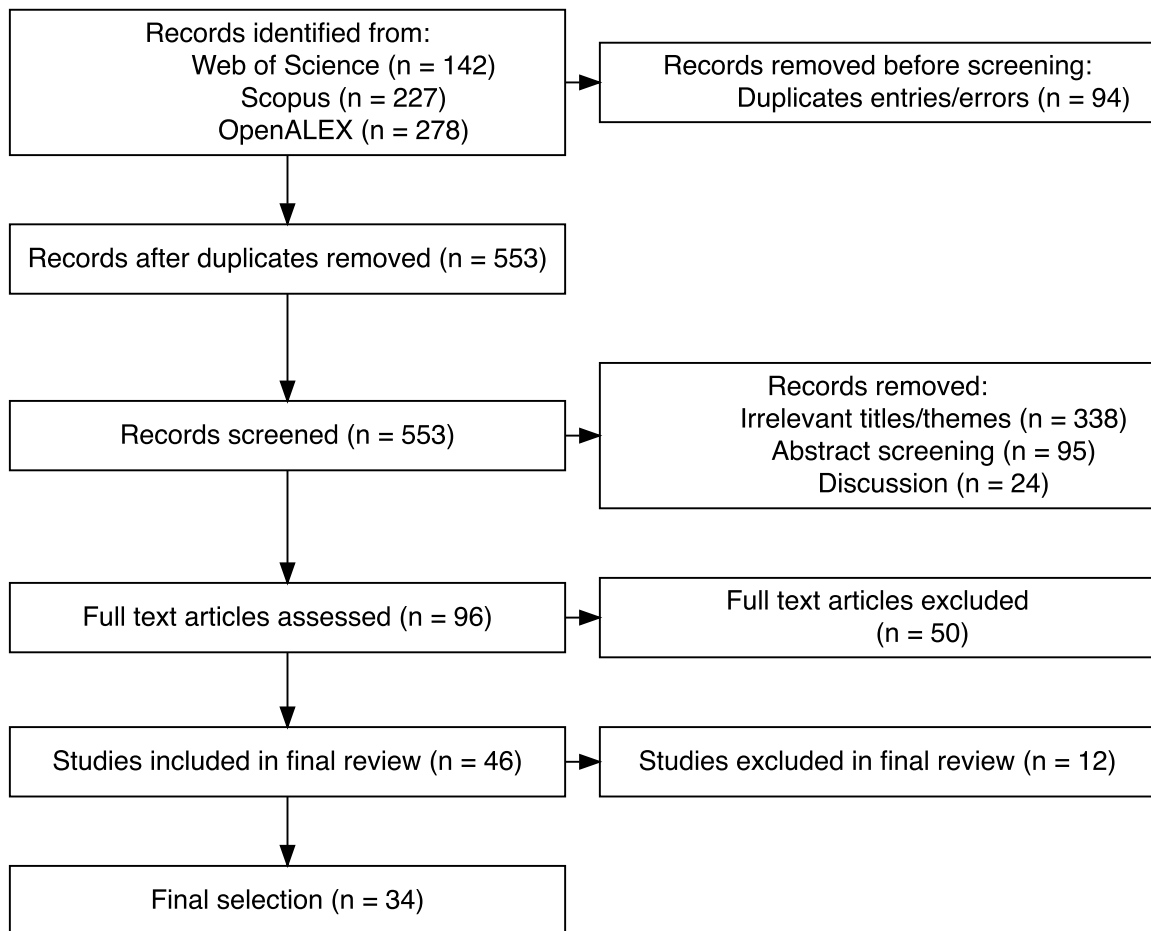 Records identified from:
Web of Science (n = 142)
Scopus (n = 227)
OpenALEX (n = 278)
Records removed before screening:
Duplicates entries/errors (n = 94)
Records after duplicates removed (n = 553)
Records screened (n = 553)
Records removed:
Irrelevant titles/themes (n = 338)
Abstract screening (n = 95)
Discussion (n = 24)
Full text articles assessed (n = 96)
Full text articles excluded
(n = 50)
Studies included in final review (n = 46)
Studies excluded in final review (n = 12)
Final selection (n = 34)